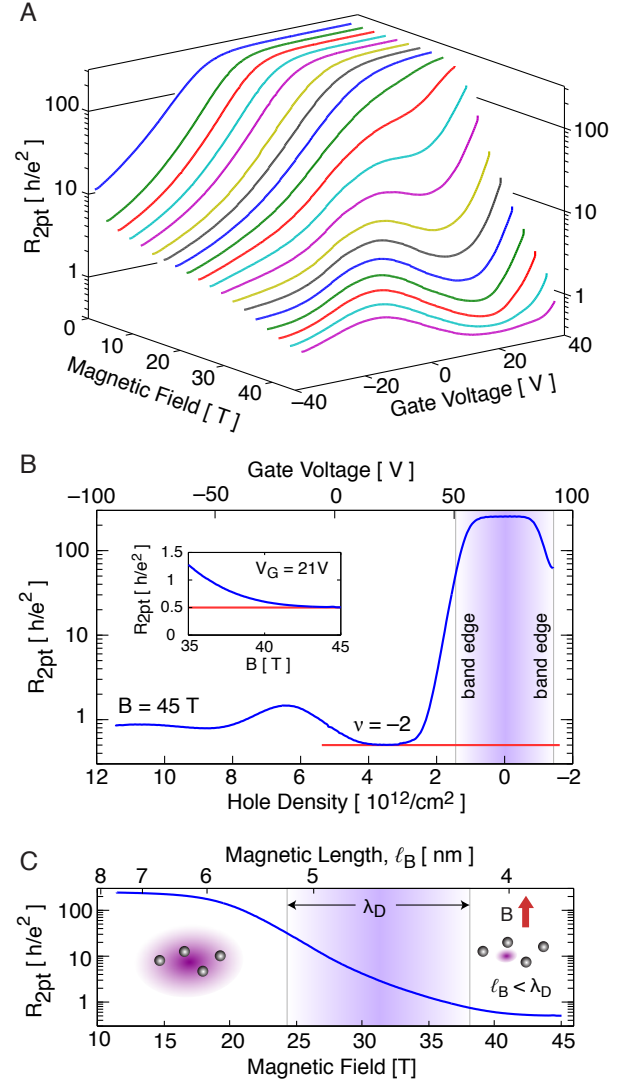 A
R2pt [ h/e² ]
100
10
1
0
10
20
30
40
Magnetic Field [ T ]
100
10
1
−40
−20
0
20
40
Gate Voltage [ V ]
B
Gate Voltage [ V ]
−100 −50 0 50 100
R2pt [ h/e² ]
100
10
1
R2pt [ h/e² ]
1.5
1
0.5
0
VG = 21V
35 40 45
B [ T ]
band edge
band edge
B = 45 T
ν = −2
12 10 8 6 4 2 0 −2
Hole Density [ 10¹²/cm² ]
C
Magnetic Length, ℓB [ nm ]
8 7 6 5 4
R2pt [ h/e² ]
100
10
1
λD
B
ℓB < λD
10 15 20 25 30 35 40 45
Magnetic Field [T]